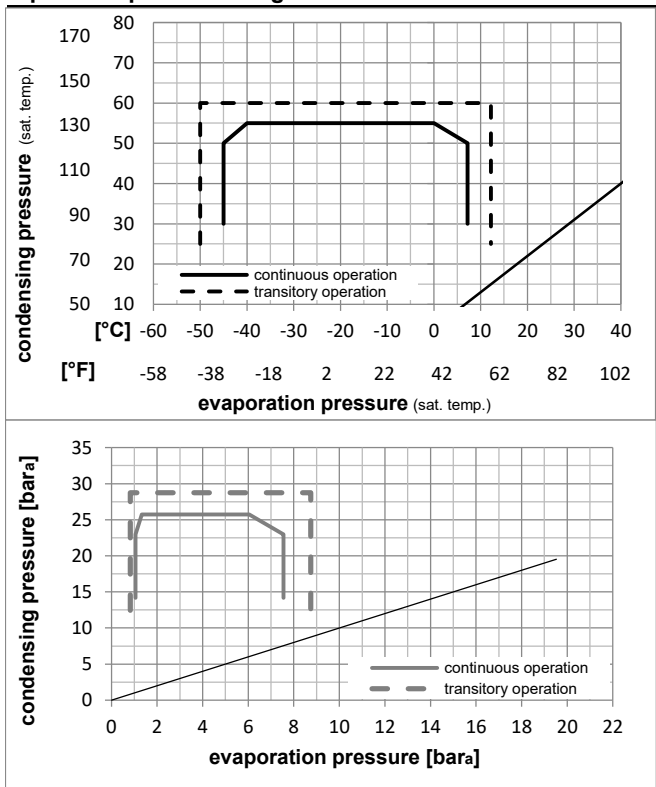 170 80
150 70
60
130
50
110
40
90
30
70
20
50 10
condensing pressure (sat. temp.)
continuous operation
transitory operation
[°C] -60 -50 -40 -30 -20 -10 0 10 20 30 40
[°F] -58 -38 -18 2 22 42 62 82 102
evaporation pressure (sat. temp.)
35
30
25
20
15
10
5
0
condensing pressure [bara]
continuous operation
transitory operation
0 2 4 6 8 10 12 14 16 18 20 22
evaporation pressure [bara]